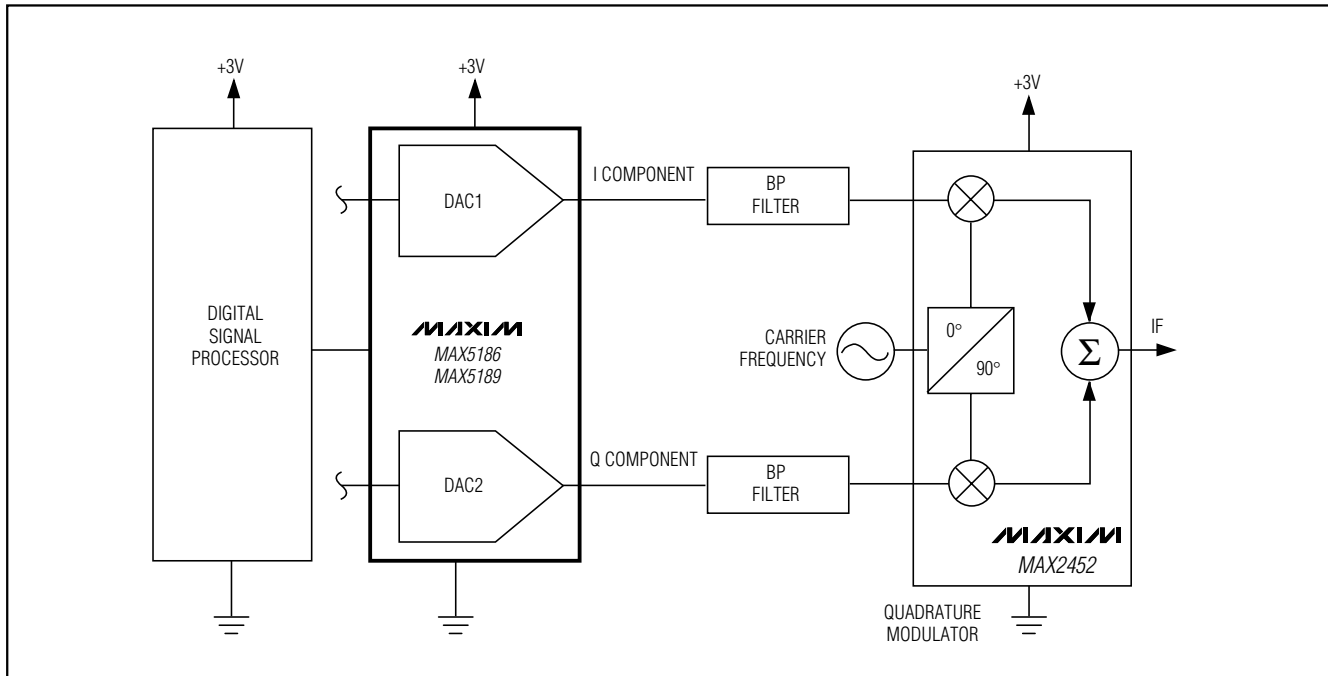 +3V
+3V
+3V
DIGITAL
SIGNAL
PROCESSOR
DAC1
MAXIM
MAX5186
MAX5189
DAC2
I COMPONENT
Q COMPONENT
BP
FILTER
BP
FILTER
CARRIER
FREQUENCY
0°
90°
Σ
IF
MAXIM
MAX2452
QUADRATURE
MODULATOR